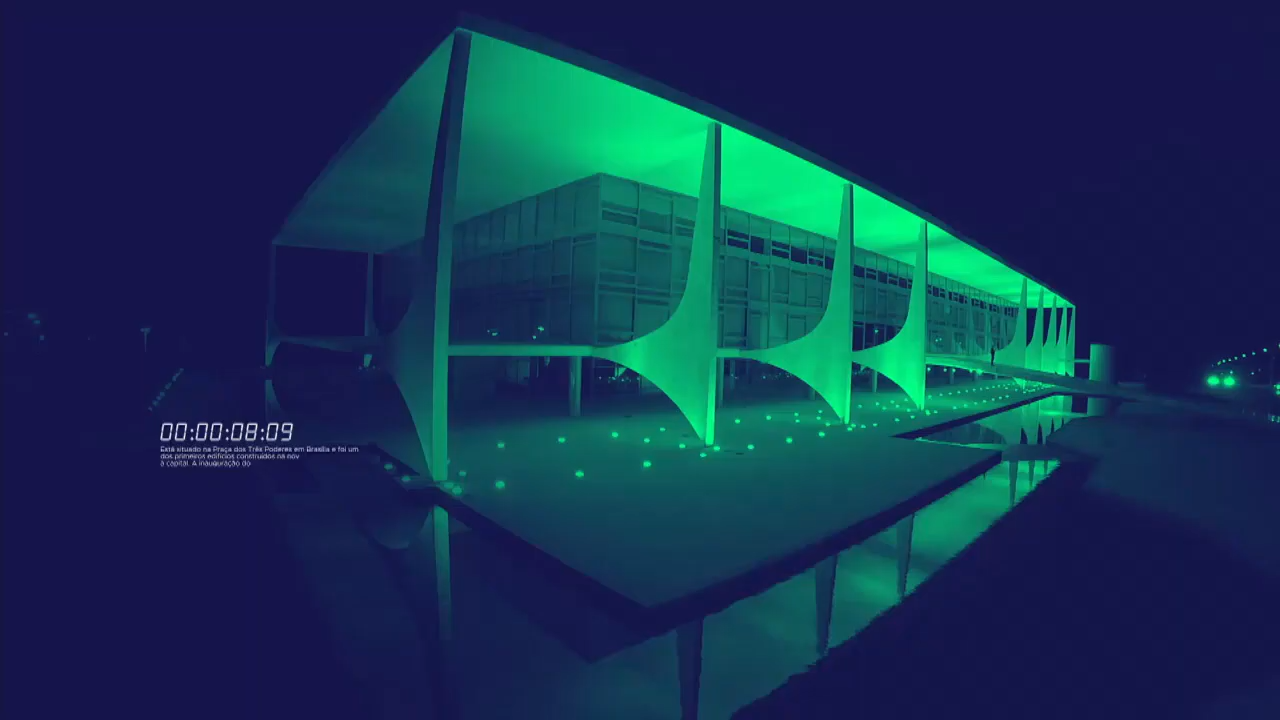 00:00:08:09
Está situado na Praça dos Três Poderes em Brasília e foi um
dos primeiros edifícios construídos na nov
a capital. A inauguração do